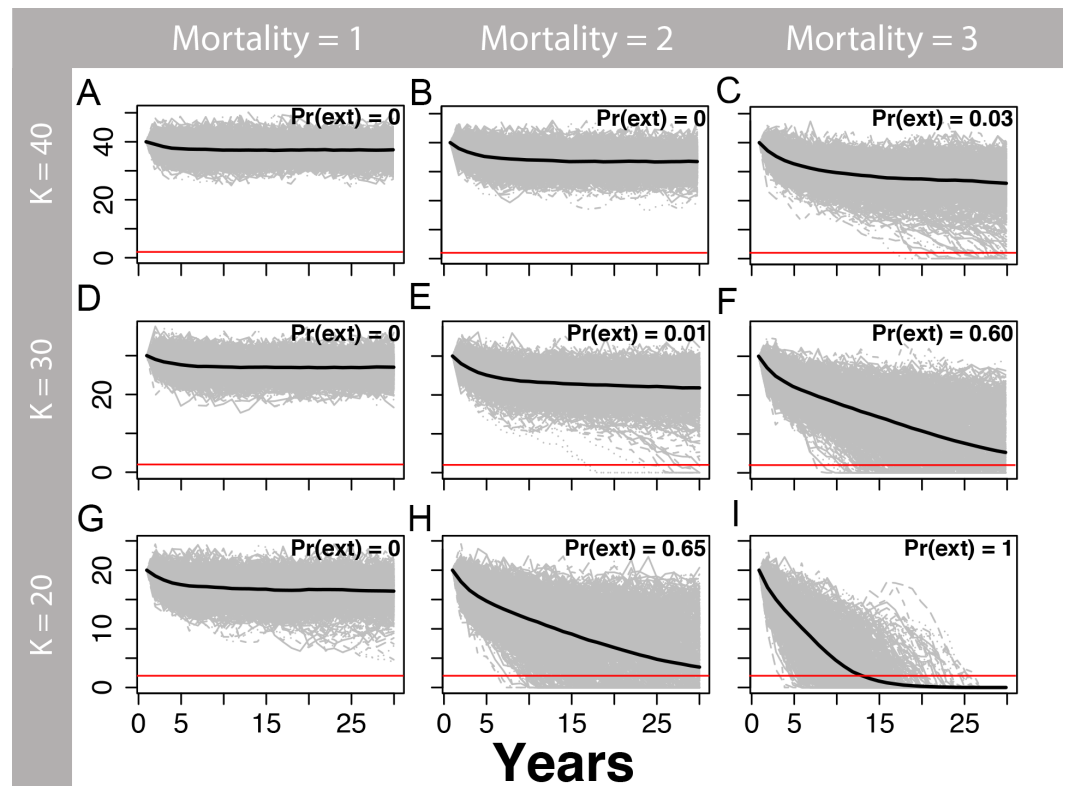 Mortality = 1 Mortality = 2 Mortality = 3
K = 40
A
Pr(ext) = 0
40
20
0
B
Pr(ext) = 0
C
Pr(ext) = 0.03
K = 30
D
Pr(ext) = 0
20
0
E
Pr(ext) = 0.01
F
Pr(ext) = 0.60
K = 20
G
Pr(ext) = 0
20
10
0
H
Pr(ext) = 0.65
I
Pr(ext) = 1
0 5 15 25
0 5 15 25
0 5 15 25
Years